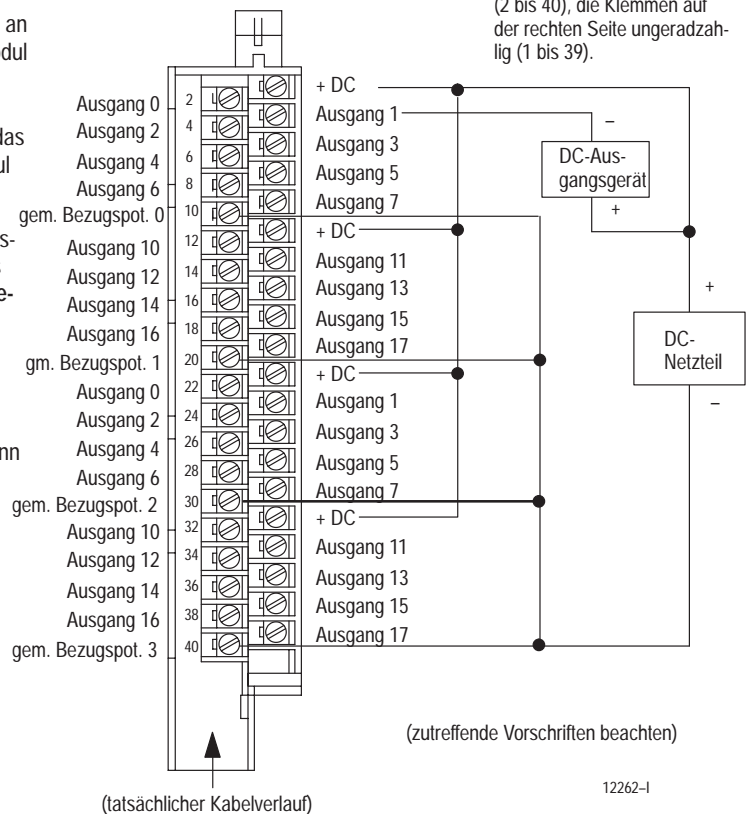 an
odul
das
ul
s-
s
e-
nn
(2 bis 40), die Klemmen auf
der rechten Seite ungeradzah-
lig (1 bis 39).
Ausgang 0
Ausgang 2
Ausgang 4
Ausgang 6
gem. Bezugspot. 0
Ausgang 10
Ausgang 12
Ausgang 14
Ausgang 16
gm. Bezugspot. 1
Ausgang 0
Ausgang 2
Ausgang 4
Ausgang 6
gem. Bezugspot. 2
Ausgang 10
Ausgang 12
Ausgang 14
Ausgang 16
gem. Bezugspot. 3
2
4
6
8
10
12
14
16
18
20
22
24
26
28
30
32
34
36
38
40
+ DC
Ausgang 1
Ausgang 3
Ausgang 5
Ausgang 7
+ DC
Ausgang 11
Ausgang 13
Ausgang 15
Ausgang 17
+ DC
Ausgang 1
Ausgang 3
Ausgang 5
Ausgang 7
+ DC
Ausgang 11
Ausgang 13
Ausgang 15
Ausgang 17
–
DC-Aus-
gangsgerät
+
+
DC-
Netzteil
–
(zutreffende Vorschriften beachten)
12262–I
(tatsächlicher Kabelverlauf)